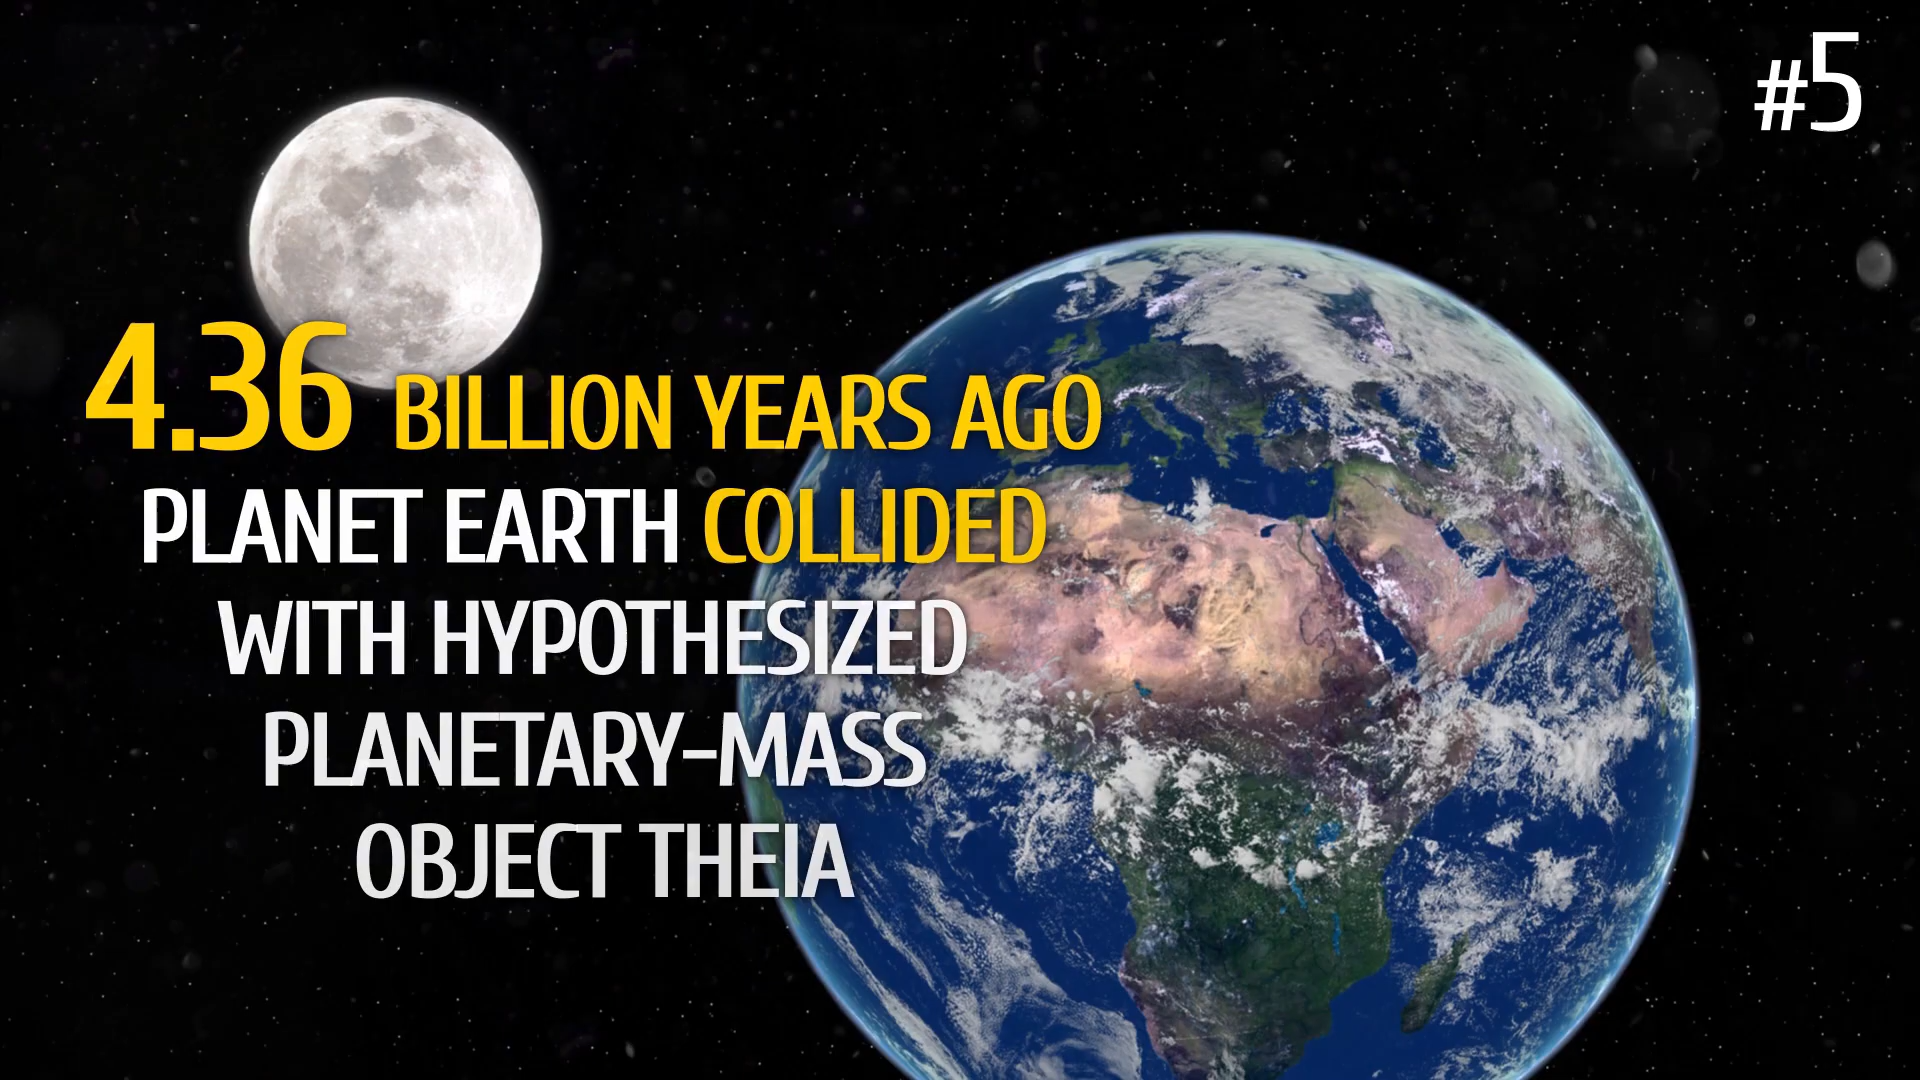 #5
4.36 BILLION YEARS AGO
PLANET EARTH COLLIDED
WITH HYPOTHESIZED
PLANETARY-MASS
OBJECT THEIA